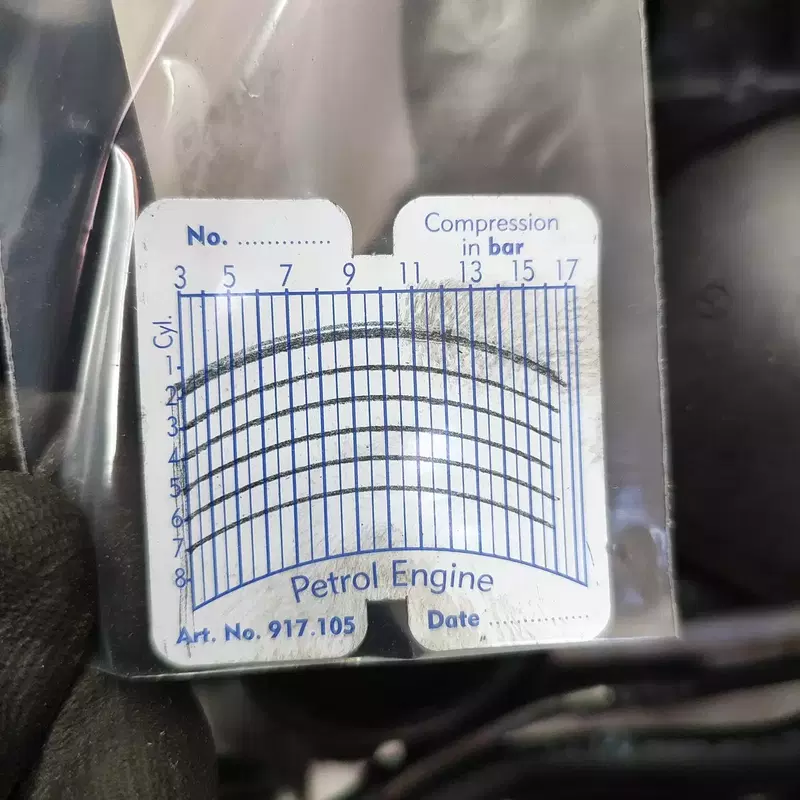 No. ...............
Compression
in bar
3 5 7 9 11 13 15 17
Cyl.
1
2
3
4
5
6
7
8
Petrol Engine
Art. No. 917.105
Date ................